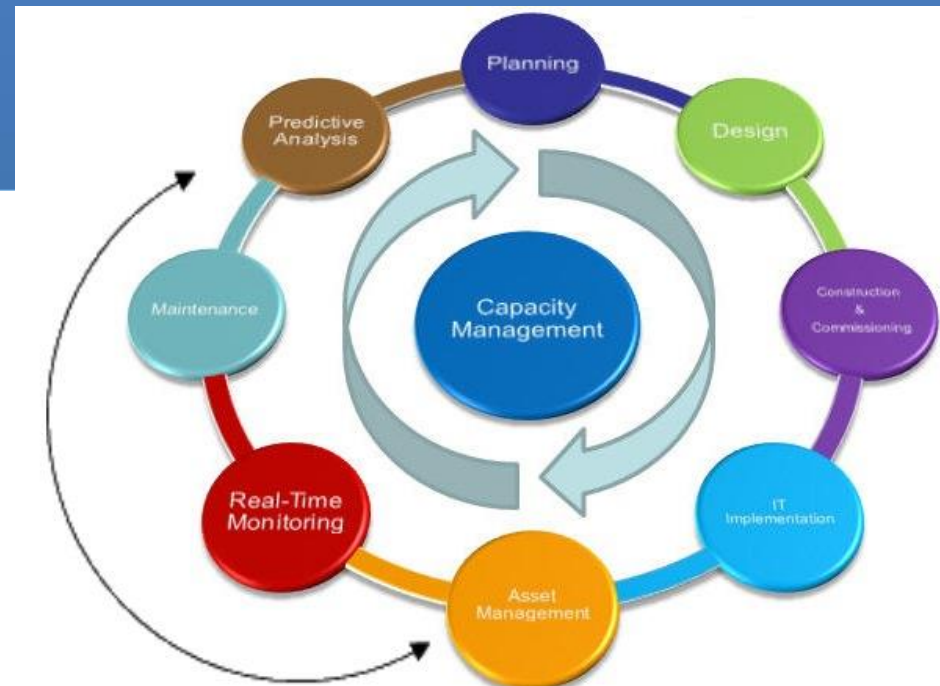 Planning
Design
Construction
&
Commissioning
IT
Implementation
Asset
Management
Real-Time
Monitoring
Maintenance
Predictive
Analysis
Capacity
Management